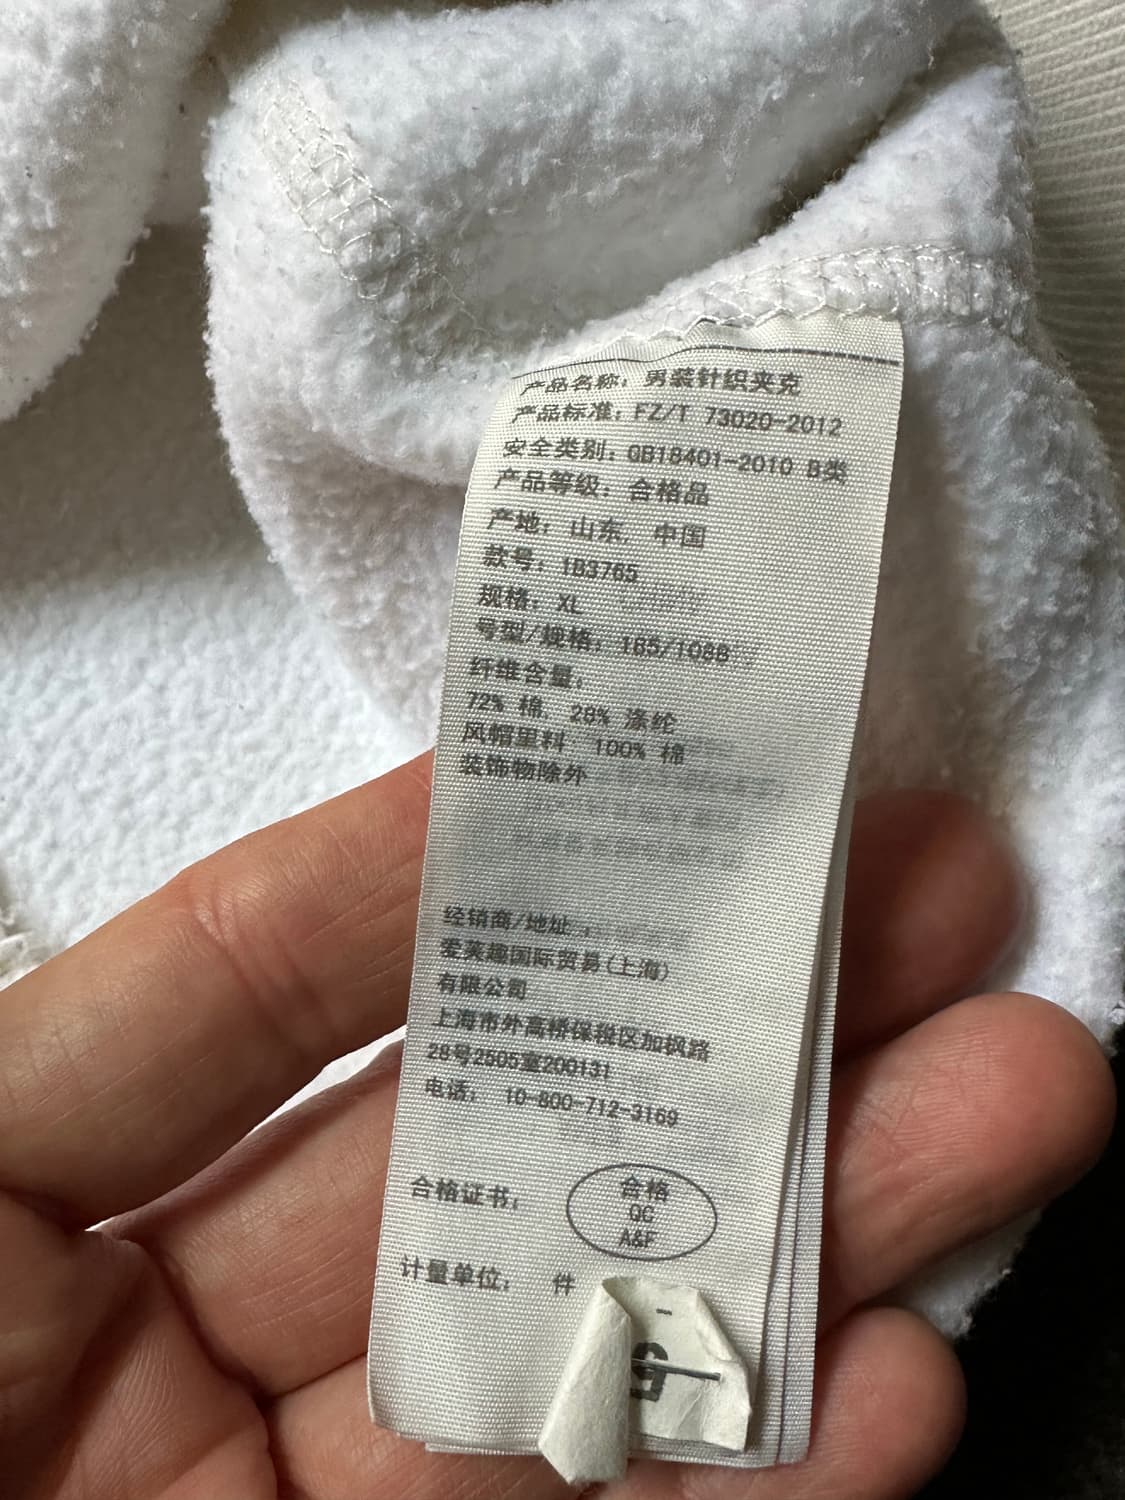 产品名称：男装针织夹克
产品标准：FZ/T 73020-2012
安全类别：GB18401-2010 B类
产品等级：合格品
产地：山东，中国
款号：183765
规格：XL
号型/规格：185/108B
纤维含量：
72% 棉，28% 涤纶
风帽里料：100% 棉
装饰物除外
经销商/地址：
爱芙趣国际贸易(上海)
有限公司
上海市外高桥保税区加枫路
28号2505室200131
电话： 10-800-712-3169
合格证书：
合格
QC
A&F
计量单位： 件